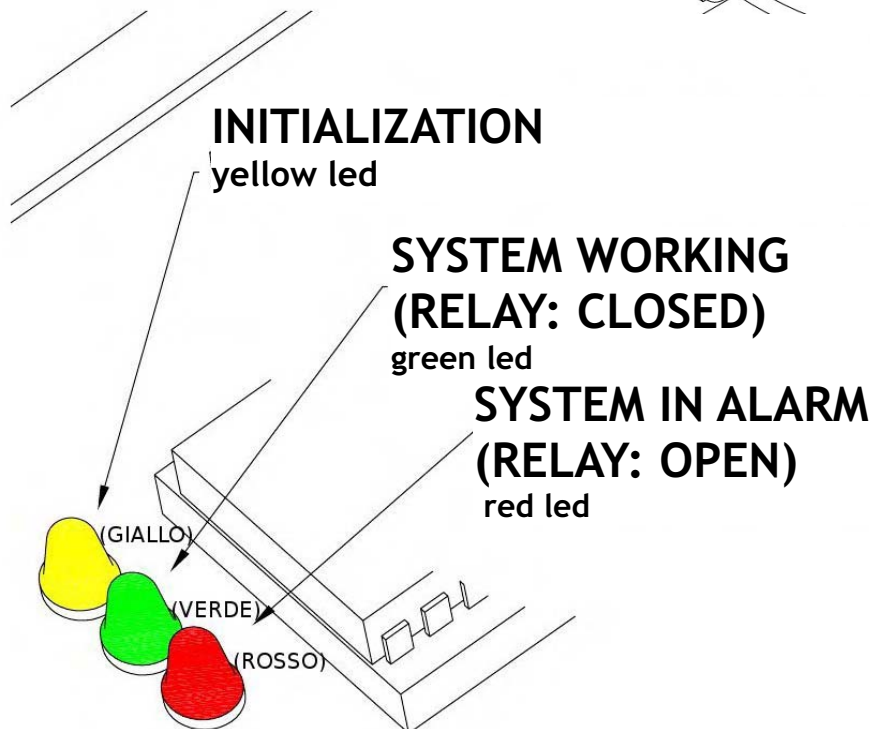 INITIALIZATION
yellow led
SYSTEM WORKING
(RELAY: CLOSED)
green led
SYSTEM IN ALARM
(RELAY: OPEN)
red led
(GIALLO)
(VERDE)
(ROSSO)